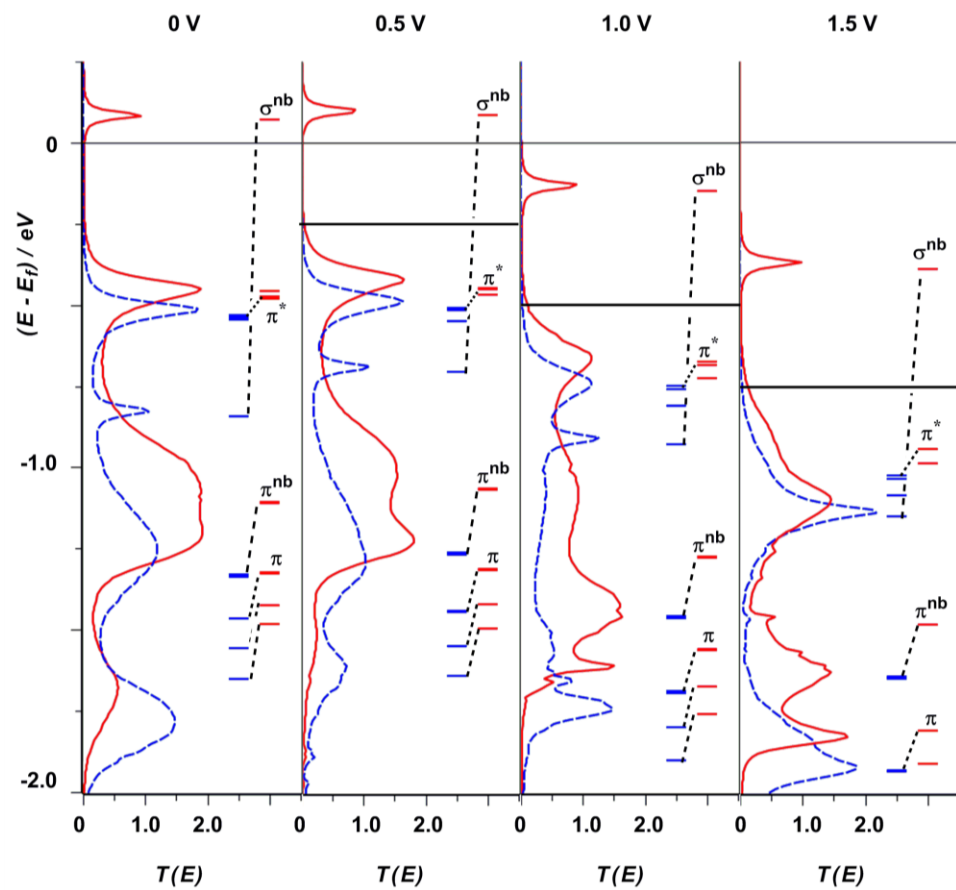 0 V 0.5 V 1.0 V 1.5 V
σⁿᵇ σⁿᵇ
0
σⁿᵇ
σⁿᵇ
(E - E_f) / eV
π* π*
π*
π*
-1.0
πⁿᵇ πⁿᵇ
πⁿᵇ
π π
πⁿᵇ
π
π
-2.0
0 1.0 2.0 0 1.0 2.0 0 1.0 2.0 0 1.0 2.0
T(E) T(E) T(E) T(E)